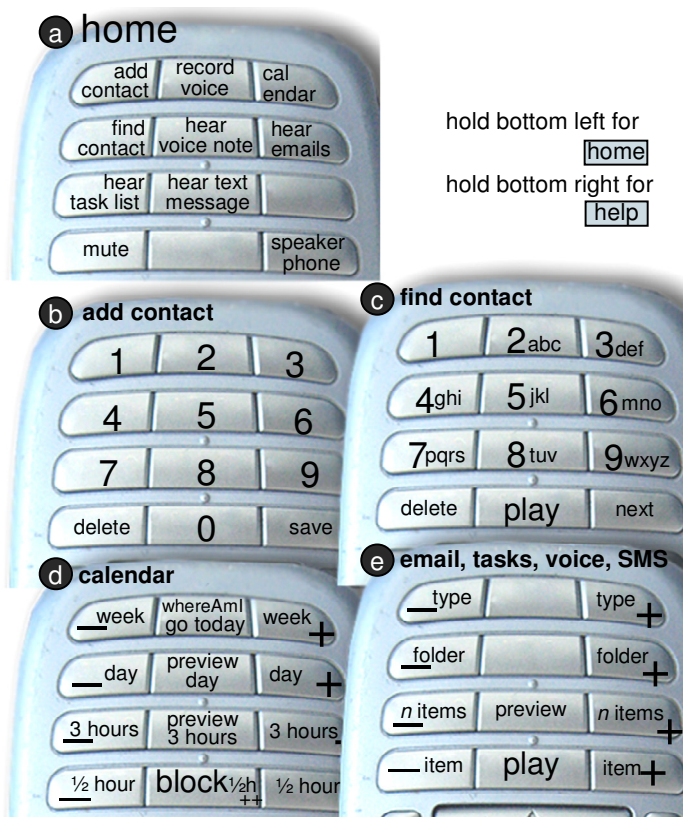 a home
add contact
record voice
cal endar
find contact
hear voice note
hear emails
hear task list
hear text message
mute
speaker phone
hold bottom left for
home
hold bottom right for
help
b add contact
1 2 3
4 5 6
7 8 9
delete 0 save
c find contact
1 2abc 3def
4ghi 5jkl 6mno
7pqrs 8tuv 9wxyz
delete play next
d calendar
—week
whereAmI
go today
week+
—day
preview
day
day+
—3 hours
preview
3 hours
3 hours
—½ hour
block½h
++
½ hour
e email, tasks, voice, SMS
—type type+
—folder folder+
—n items preview n items+
—item play item+